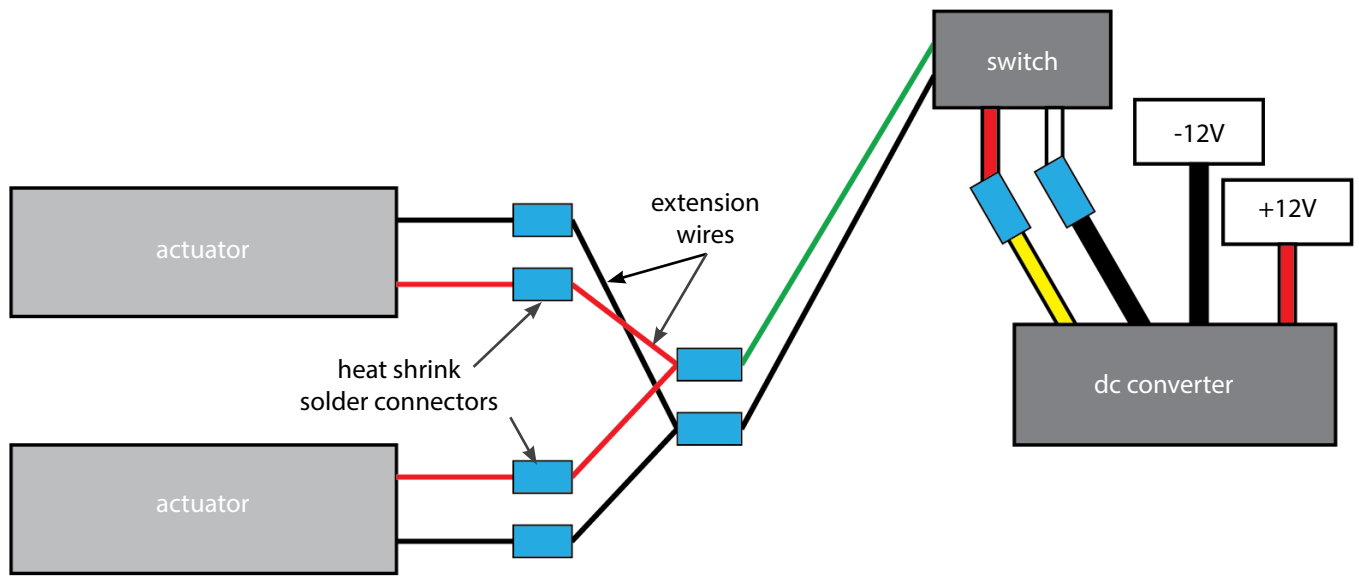 switch
-12V
+12V
actuator
extension
wires
heat shrink
solder connectors
dc converter
actuator